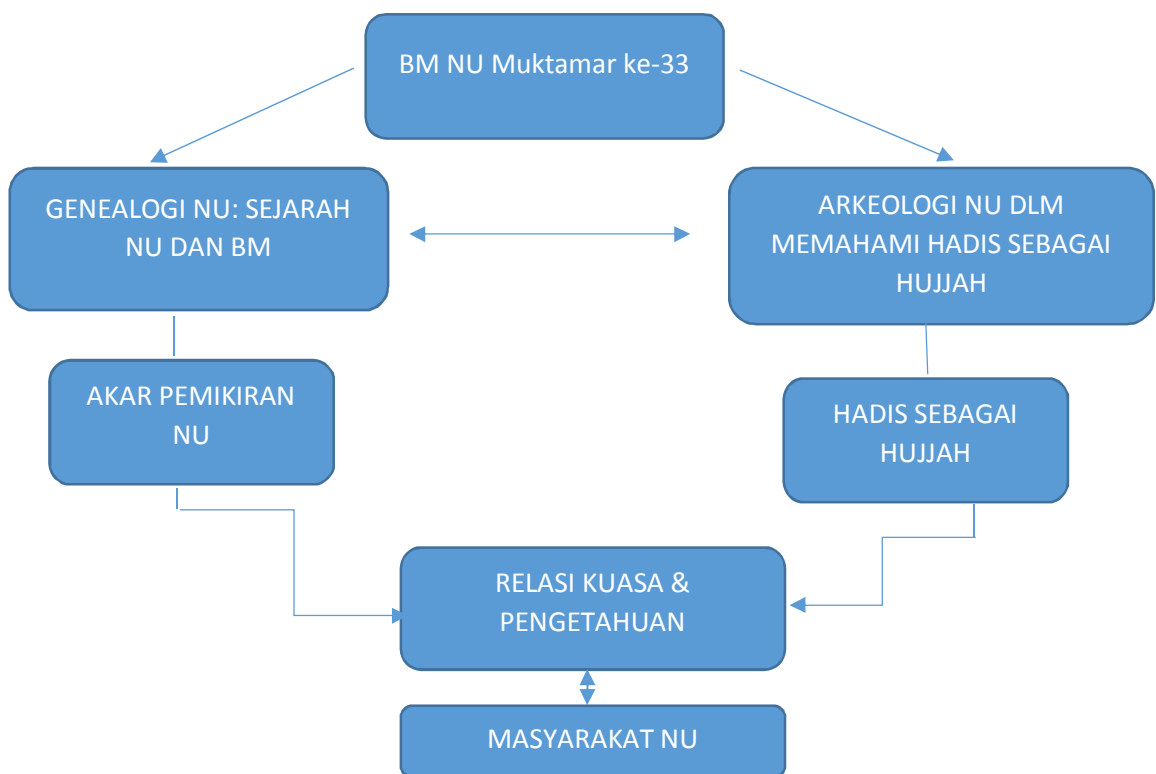 BM NU Muktamar ke-33
GENEALOGI NU: SEJARAH
NU DAN BM
ARKEOLOGI NU DLM
MEMAHAMI HADIS SEBAGAI
HUJJAH
AKAR PEMIKIRAN
NU
HADIS SEBAGAI
HUJJAH
RELASI KUASA &
PENGETAHUAN
MASYARAKAT NU